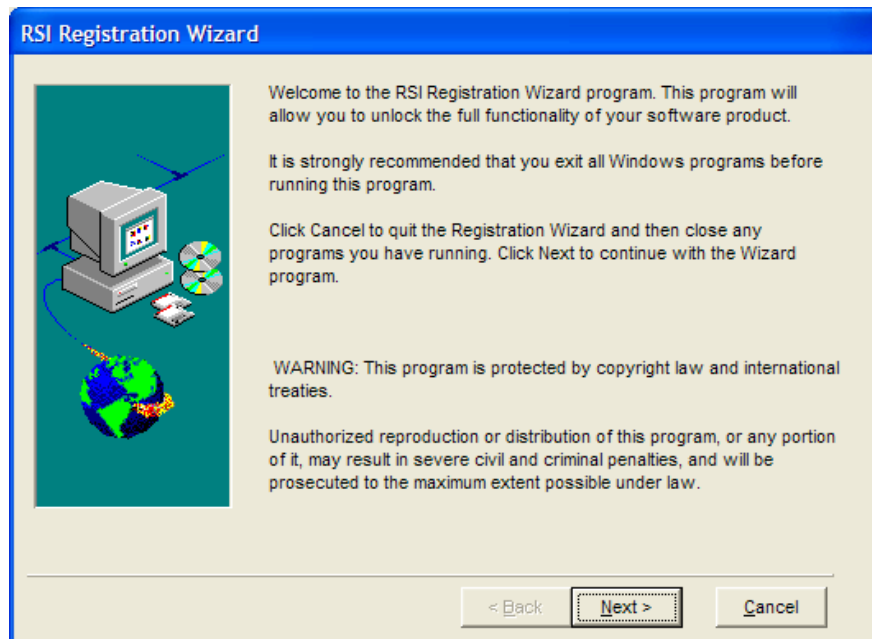 RSI Registration Wizard
Welcome to the RSI Registration Wizard program. This program will
allow you to unlock the full functionality of your software product.
It is strongly recommended that you exit all Windows programs before
running this program.
Click Cancel to quit the Registration Wizard and then close any
programs you have running. Click Next to continue with the Wizard
program.
WARNING: This program is protected by copyright law and international
treaties.
Unauthorized reproduction or distribution of this program, or any portion
of it, may result in severe civil and criminal penalties, and will be
prosecuted to the maximum extent possible under law.
< Back Next > Cancel